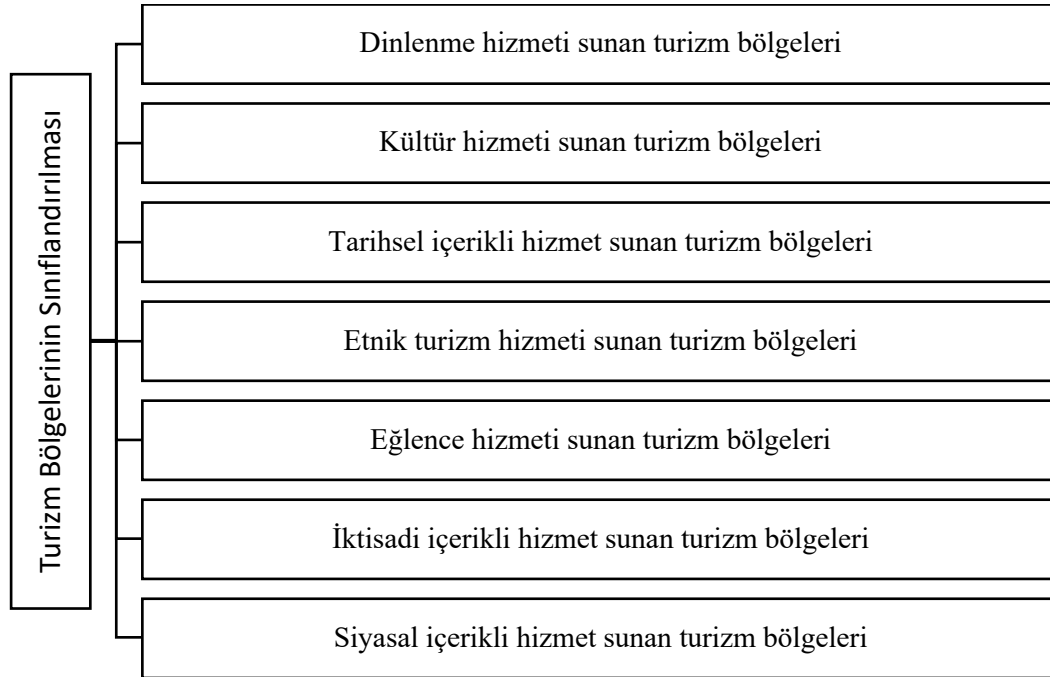 Turizm Bölgelerinin Sınıflandırılması
Dinlenme hizmeti sunan turizm bölgeleri
Kültür hizmeti sunan turizm bölgeleri
Tarihsel içerikli hizmet sunan turizm bölgeleri
Etnik turizm hizmeti sunan turizm bölgeleri
Eğlence hizmeti sunan turizm bölgeleri
İktisadi içerikli hizmet sunan turizm bölgeleri
Siyasal içerikli hizmet sunan turizm bölgeleri